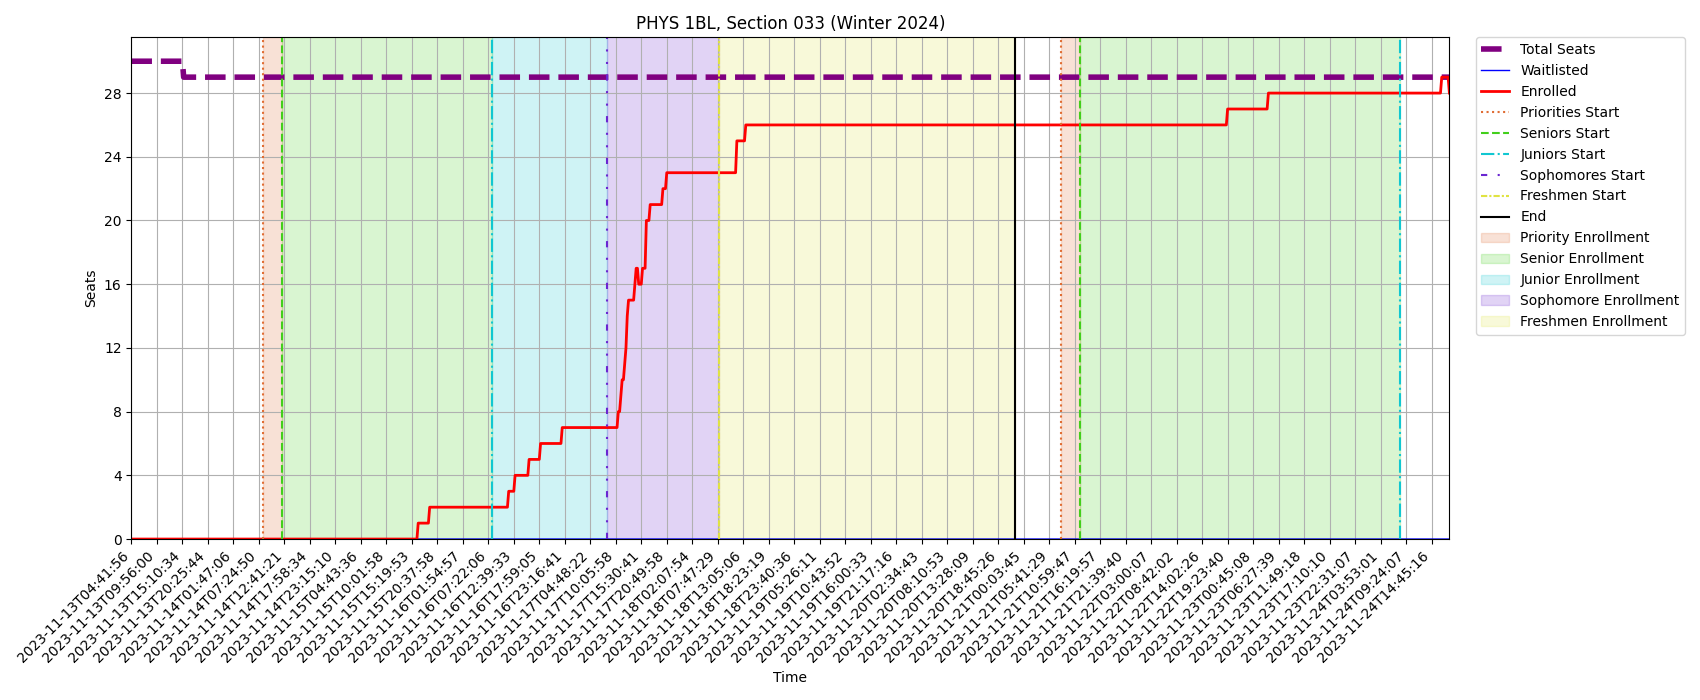 PHYS 1BL, Section 033 (Winter 2024)
Seats
28
24
20
16
12
8
4
0
2023-11-13T04:41:56
2023-11-13T09:56:00
2023-11-13T15:10:34
2023-11-13T20:25:44
2023-11-14T01:47:06
2023-11-14T07:24:50
2023-11-14T12:41:21
2023-11-14T17:58:34
2023-11-14T23:15:10
2023-11-15T04:43:36
2023-11-15T10:01:58
2023-11-15T15:19:53
2023-11-15T20:37:58
2023-11-16T01:54:57
2023-11-16T07:22:06
2023-11-16T12:39:33
2023-11-16T17:59:05
2023-11-16T23:16:41
2023-11-17T04:48:22
2023-11-17T10:05:58
2023-11-17T15:30:41
2023-11-17T20:49:58
2023-11-18T02:07:54
2023-11-18T07:47:29
2023-11-18T13:05:06
2023-11-18T18:23:19
2023-11-18T23:40:36
2023-11-19T05:26:11
2023-11-19T10:43:52
2023-11-19T16:00:33
2023-11-19T21:17:16
2023-11-20T02:34:43
2023-11-20T08:10:53
2023-11-20T13:28:09
2023-11-20T18:45:26
2023-11-21T00:03:45
2023-11-21T05:41:29
2023-11-21T10:59:47
2023-11-21T16:19:57
2023-11-21T21:39:40
2023-11-22T03:00:07
2023-11-22T08:42:02
2023-11-22T14:02:26
2023-11-22T19:23:40
2023-11-23T00:45:08
2023-11-23T06:27:39
2023-11-23T11:49:18
2023-11-23T17:10:10
2023-11-23T22:31:07
2023-11-24T03:53:01
2023-11-24T09:24:07
2023-11-24T14:45:16
Time
Total Seats
Waitlisted
Enrolled
Priorities Start
Seniors Start
Juniors Start
Sophomores Start
Freshmen Start
End
Priority Enrollment
Senior Enrollment
Junior Enrollment
Sophomore Enrollment
Freshmen Enrollment